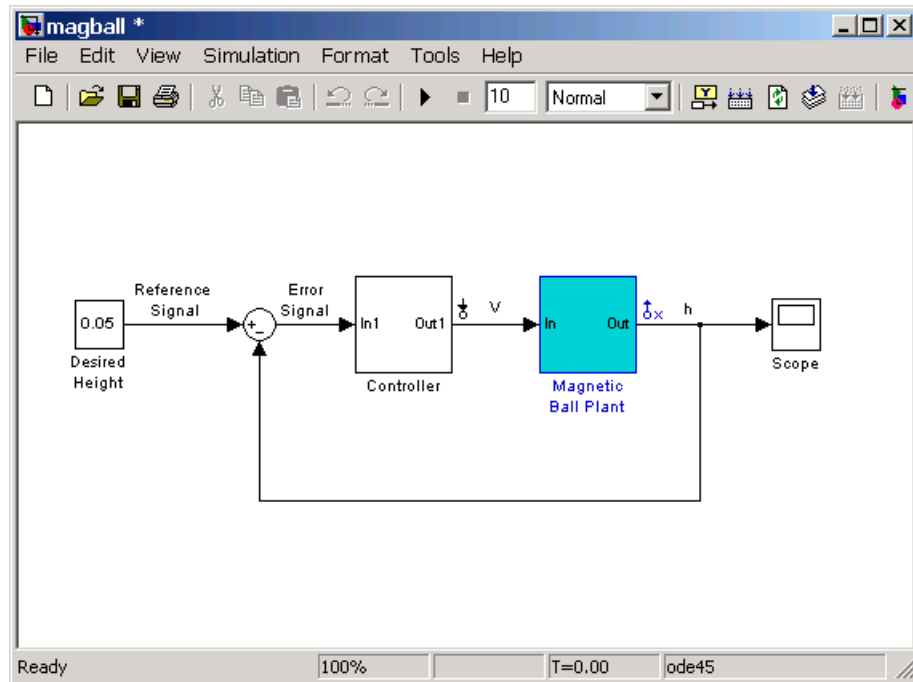 magball *
File Edit View Simulation Format Tools Help
10 Normal
Reference
Signal
Error
Signal
0.05
+
-
In1 Out1
V
In Out
x
h
Desired
Height
Controller
Magnetic
Ball Plant
Scope
Ready 100% T=0.00 ode45